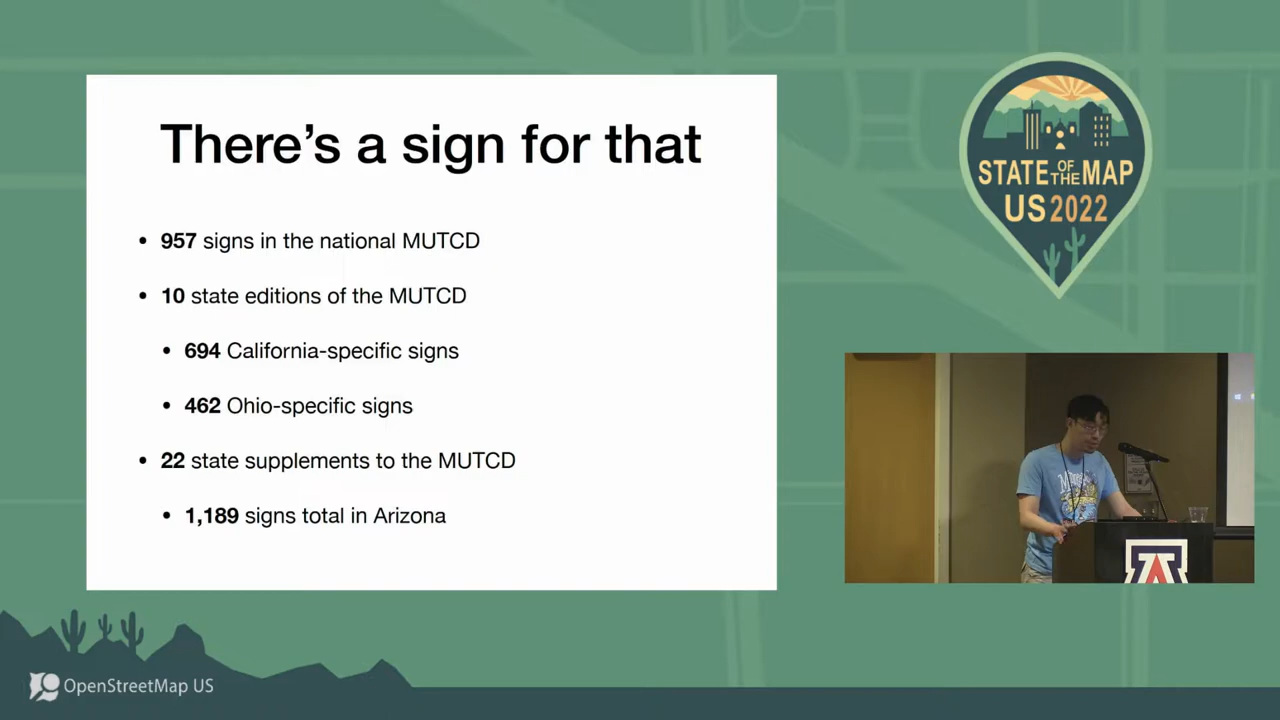 There's a sign for that
• 957 signs in the national MUTCD
• 10 state editions of the MUTCD
• 694 California-specific signs
• 462 Ohio-specific signs
• 22 state supplements to the MUTCD
• 1,189 signs total in Arizona
STATE OF THE MAP
US 2022
A
OpenStreetMap US